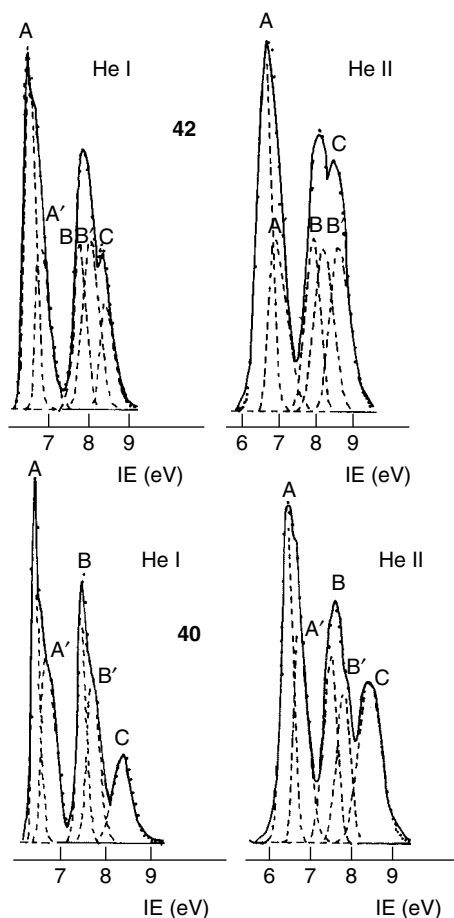 A
He I
A′
B B′ C
7 8 9
IE (eV)
42
He II
C
A′ B B′
6 7 8 9
IE (eV)
A
He I
B
A′
B′
C
7 8 9
IE (eV)
40
A
He II
B
A′
B′
C
6 7 8 9
IE (eV)